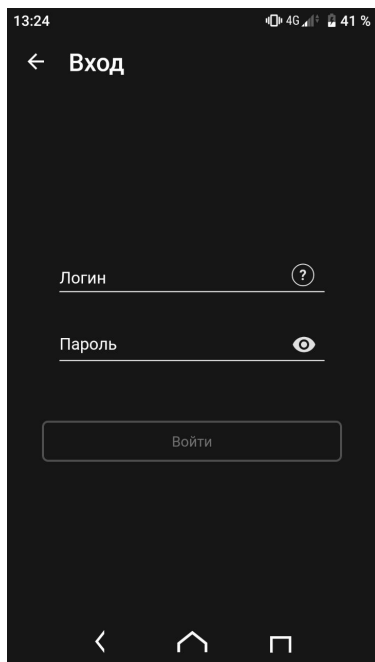 13:24 4G 41 %
Вход
Логин ?
Пароль
Войти